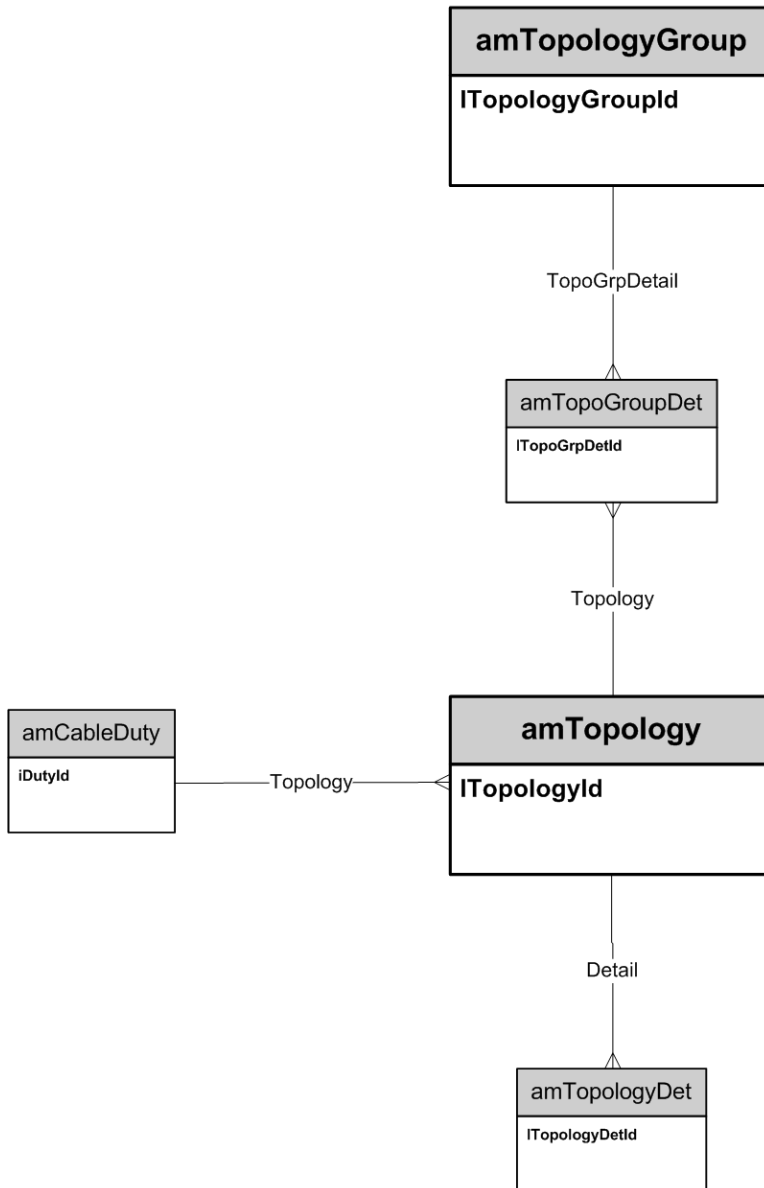 amTopologyGroup
lTopologyGroupId
TopoGrpDetail
amTopoGroupDet
lTopoGrpDetId
Topology
amCableDuty
iDutyId
Topology
amTopology
lTopologyId
Detail
amTopologyDet
lTopologyDetId